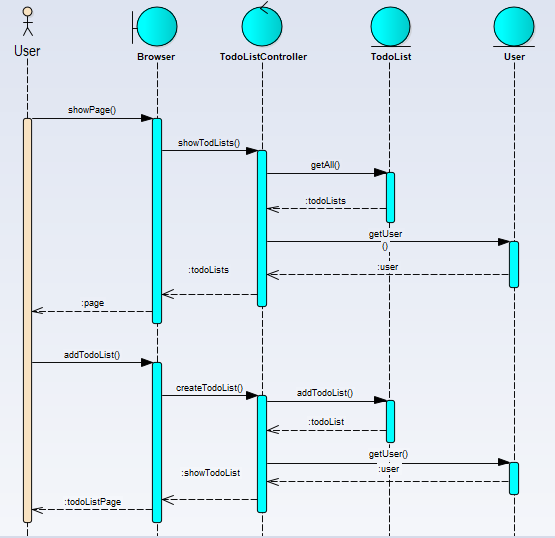 User
Browser
TodoListController
TodoList
User
showPage()
showTodLists()
getAll()
:todoLists
getUser
()
:user
:todoLists
:page
addTodoList()
createTodoList()
addTodoList()
:todoList
getUser()
:user
:showTodoList
:todoListPage